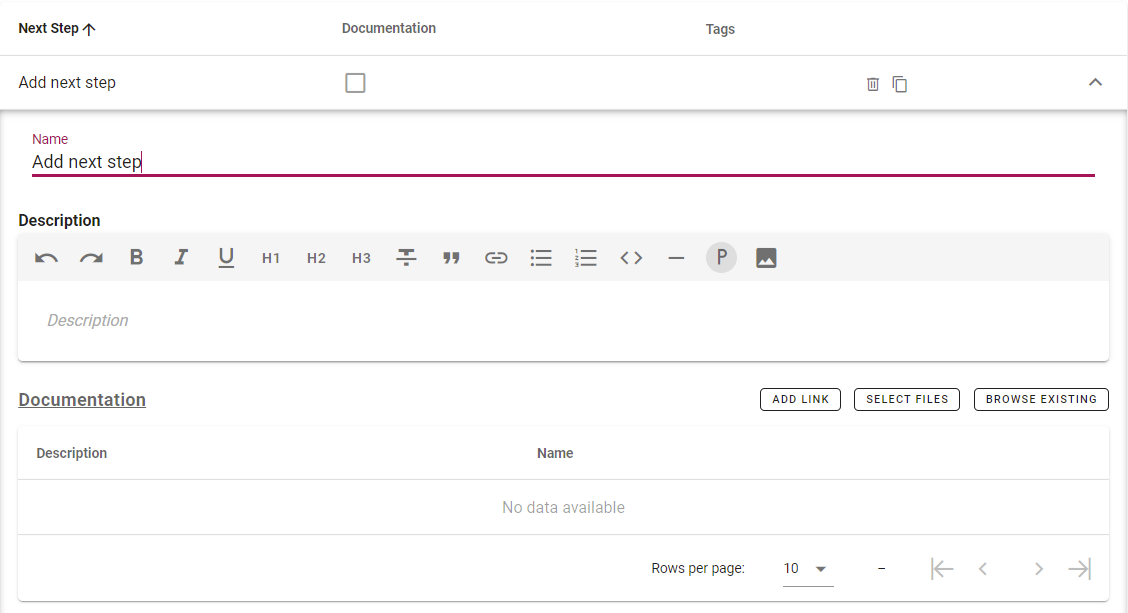 Next Step Documentation Tags
Add next step
Name
Add next step
Description
B I U H1 H2 H3 P
Description
Documentation ADD LINK SELECT FILES BROWSE EXISTING
Description Name
No data available
Rows per page: 10 –